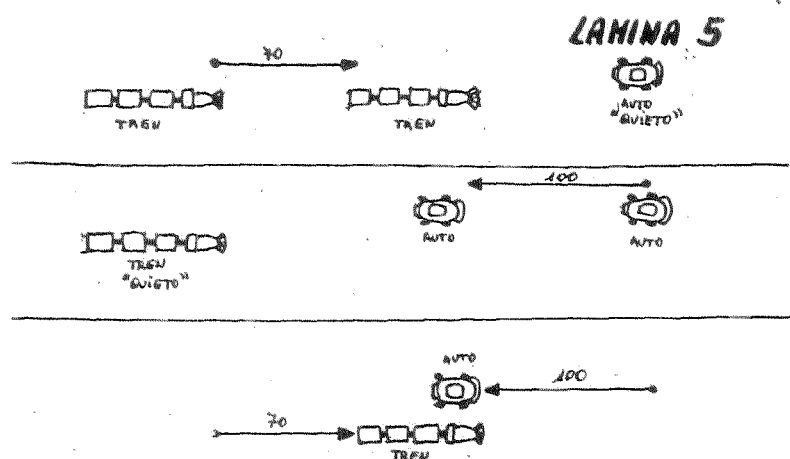 LAMINA 5
70
TREN
TREN
AUTO
"QUIETO"
100
AUTO
AUTO
TREN
"QUIETO"
AUTO
100
70
TREN